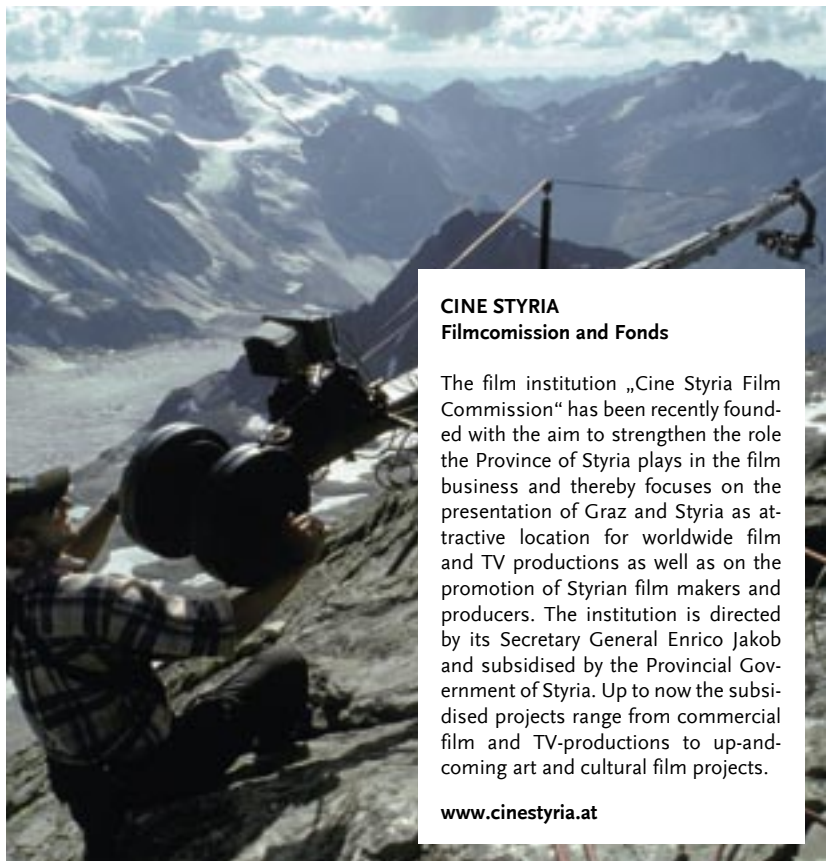 CINE STYRIA
Filmcomission and Fonds
The film institution „Cine Styria Film
Commission“ has been recently found-
ed with the aim to strengthen the role
the Province of Styria plays in the film
business and thereby focuses on the
presentation of Graz and Styria as at-
tractive location for worldwide film
and TV productions as well as on the
promotion of Styrian film makers and
producers. The institution is directed
by its Secretary General Enrico Jakob
and subsidised by the Provincial Gov-
ernment of Styria. Up to now the subsi-
dised projects range from commercial
film and TV-productions to up-and-
coming art and cultural film projects.
www.cinestyria.at